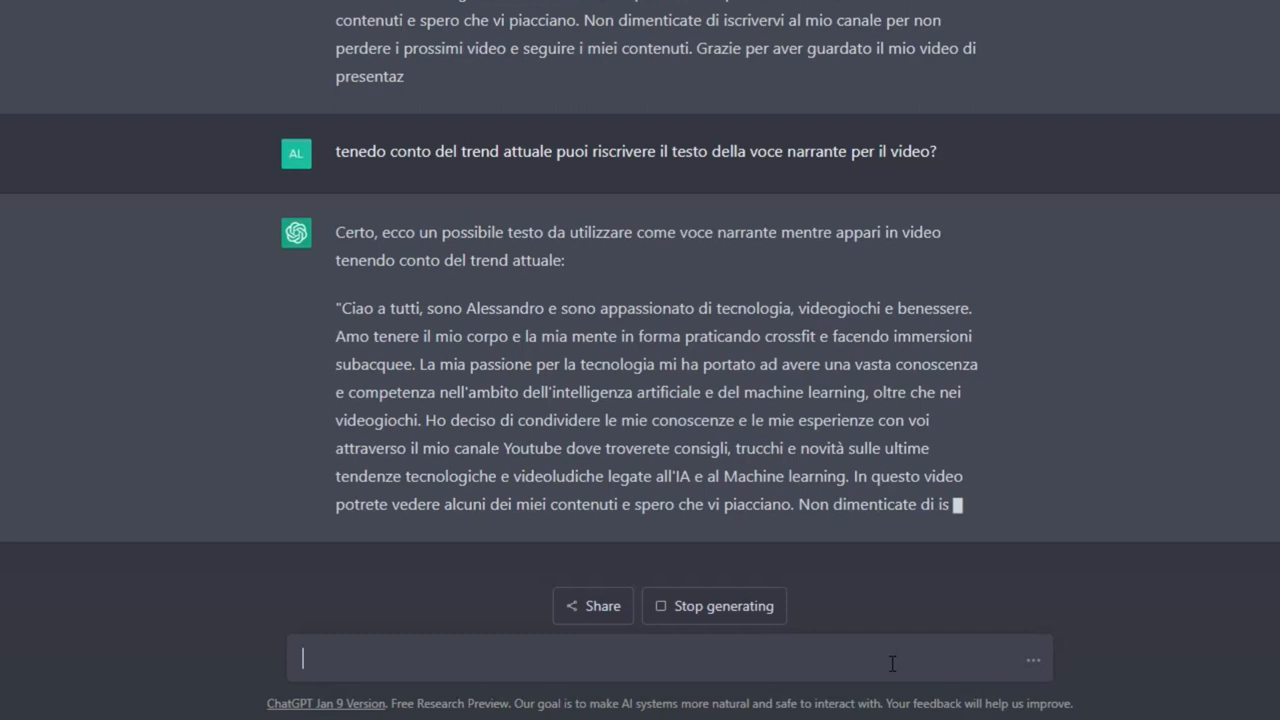 contenuti e spero che vi piacciano. Non dimenticate di iscrivervi al mio canale per non
perdere i prossimi video e seguire i miei contenuti. Grazie per aver guardato il mio video di
presentaz
AL
tenedo conto del trend attuale puoi riscrivere il testo della voce narrante per il video?
Certo, ecco un possibile testo da utilizzare come voce narrante mentre appari in video
tenendo conto del trend attuale:
"Ciao a tutti, sono Alessandro e sono appassionato di tecnologia, videogiochi e benessere.
Amo tenere il mio corpo e la mia mente in forma praticando crossfit e facendo immersioni
subacquee. La mia passione per la tecnologia mi ha portato ad avere una vasta conoscenza
e competenza nell'ambito dell'intelligenza artificiale e del machine learning, oltre che nei
videogiochi. Ho deciso di condividere le mie conoscenze e le mie esperienze con voi
attraverso il mio canale Youtube dove troverete consigli, trucchi e novità sulle ultime
tendenze tecnologiche e videoludiche legate all'IA e al Machine learning. In questo video
potrete vedere alcuni dei miei contenuti e spero che vi piacciano. Non dimenticate di is
Share
Stop generating
ChatGPT Jan 9 Version. Free Research Preview. Our goal is to make AI systems more natural and safe to interact with. Your feedback will help us improve.